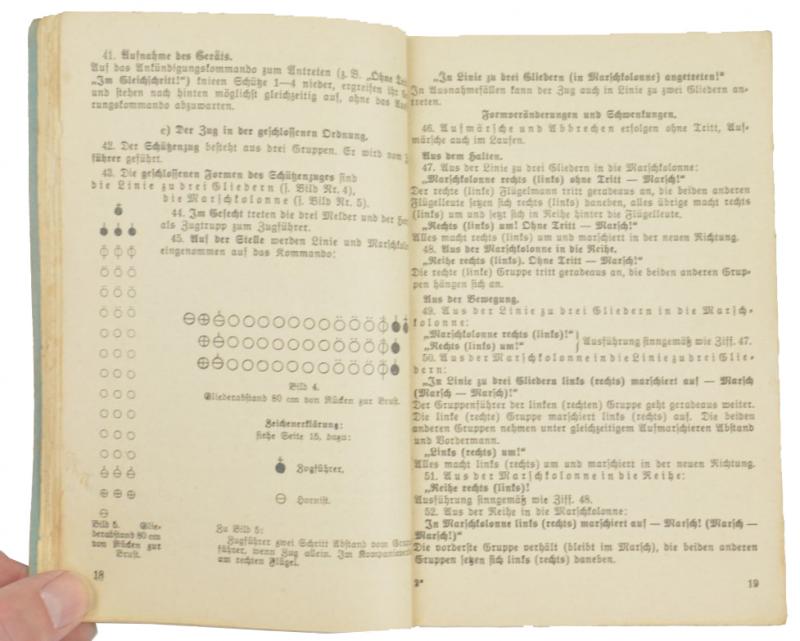 41. Aufnahme des Geräts.
Auf das Ankündigungskommando zum Antreten (z. B. „Ohne
"Im Gleichschritt!“) knieen Schütze 1—4 nieder, ergreifen ihr
und stehen nach hinten möglichst gleichzeitig auf, ohne das
rungskommando abzuwarten.
c) Der Zug in der geschlossenen Ordnung.
42. Der Schützenzug besteht aus drei Gruppen. Er wird vom
führer geführt.
43. Die geschlossenen Formen des Schützenzuges sind
die Linie zu drei Gliedern (s. Bild Nr. 4),
die Marschkolonne (s. Bild Nr. 5).
44. Im Gefecht treten die drei Melder und der
als Zugtrupp zum Zugführer.
45. Auf der Stelle werden Linie und
eingenommen auf das Kommando:
Bild 4.
Gliederabstand 80 cm von Rücken zur Brust.
Zeichenerklärung:
siehe Seite 15, dazu:
Zugführer,
Hornist.
Bild 5. Glie-
derabstand 80 cm
von Rücken zur
Brust.
Zu Bild 5:
Zugführer zwei Schritt Abstand vom
führer, wenn Zug allein. Im
am rechten Flügel.
18
„In Linie zu drei Gliedern (in Marschkolonne) angetreten!“
In Ausnahmefällen kann der Zug auch in Linie zu zwei Gliedern an-
treten.
Formveränderungen und Schwenkungen.
46. Aufmärsche und Abbrechen erfolgen ohne Tritt, Auf-
märsche auch im Laufen.
Aus dem Halten.
47. Aus der Linie zu drei Gliedern in die Marschkolonne:
„Marschkolonne rechts (links) ohne Tritt — Marsch!“
Der rechte (linke) Flügelmann tritt geradeaus an, die beiden anderen
Flügelleute setzen sich rechts (links) daneben, alles übrige macht rechts
(links) um und setzt sich in Reihe hinter die Flügelleute.
„Rechts (links) um! Ohne Tritt — Marsch!“
Alles macht rechts (links) um und marschiert in der neuen Richtung.
48. Aus der Marschkolonne in die Reihe.
„Reihe rechts (links). Ohne Tritt — Marsch!“
Die rechte (linke) Gruppe tritt geradeaus an, die beiden anderen Grup-
pen hängen sich an.
Aus der Bewegung.
49. Aus der Linie zu drei Gliedern in die Marsch-
kolonne:
„Marschkolonne rechts (links)!“
„Rechts (links) um!“
Ausführung sinngemäß wie Ziff. 47.
50. Aus der Marschkolonne in die Linie zu drei Glie-
dern:
„In Linie zu drei Gliedern links (rechts) marschiert auf — Marsch
(Marsch — Marsch!)“
Der Gruppenführer der linken (rechten) Gruppe geht geradeaus weiter.
Die linke (rechte) Gruppe marschiert links (rechts) auf. Die beiden
anderen Gruppen nehmen unter gleichzeitigem Aufmarschieren Abstand
und Vordermann.
„Links (rechts) um!“
Alles macht links (rechts) um und marschiert in der neuen Richtung.
51. Aus der Marschkolonne in die Reihe:
„Reihe rechts (links)!
Ausführung sinngemäß wie Ziff. 48.
52. Aus der Reihe in die Marschkolonne:
In Marschkolonne links (rechts) marschiert auf — Marsch! (Marsch —
Marsch!)“
Die vorderste Gruppe verhält (bleibt im Marsch), die beiden anderen
Gruppen setzen sich links (rechts) daneben.
2*
19